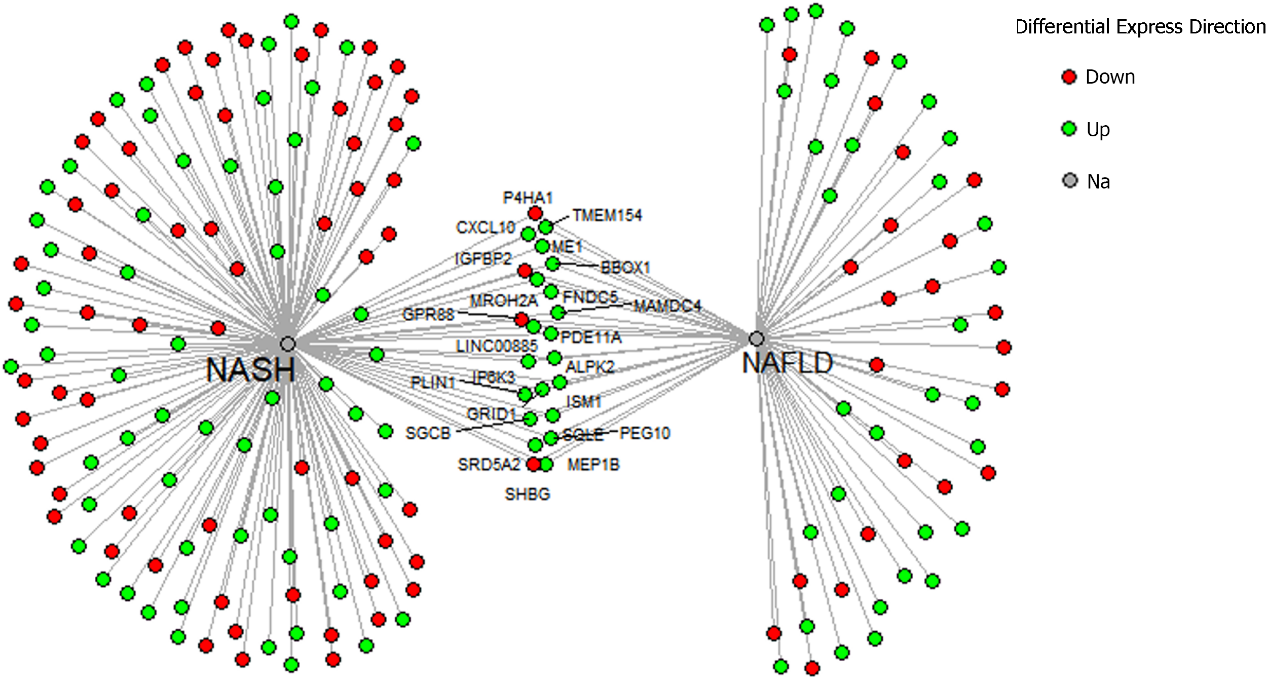 Differential Express Direction
Down
Up
Na
P4HA1
TMEM154
CXCL10
ME1
IGFBP2
BBOX1
MROH2A
FNDC5
MAMDC4
GPR88
PDE11A
LINC00885
ALPK2
IP6K3
PLIN1
ISM1
GRID1
SGCB
SQLE
PEG10
SRD5A2
MEP1B
SHBG
NASH
NAFLD